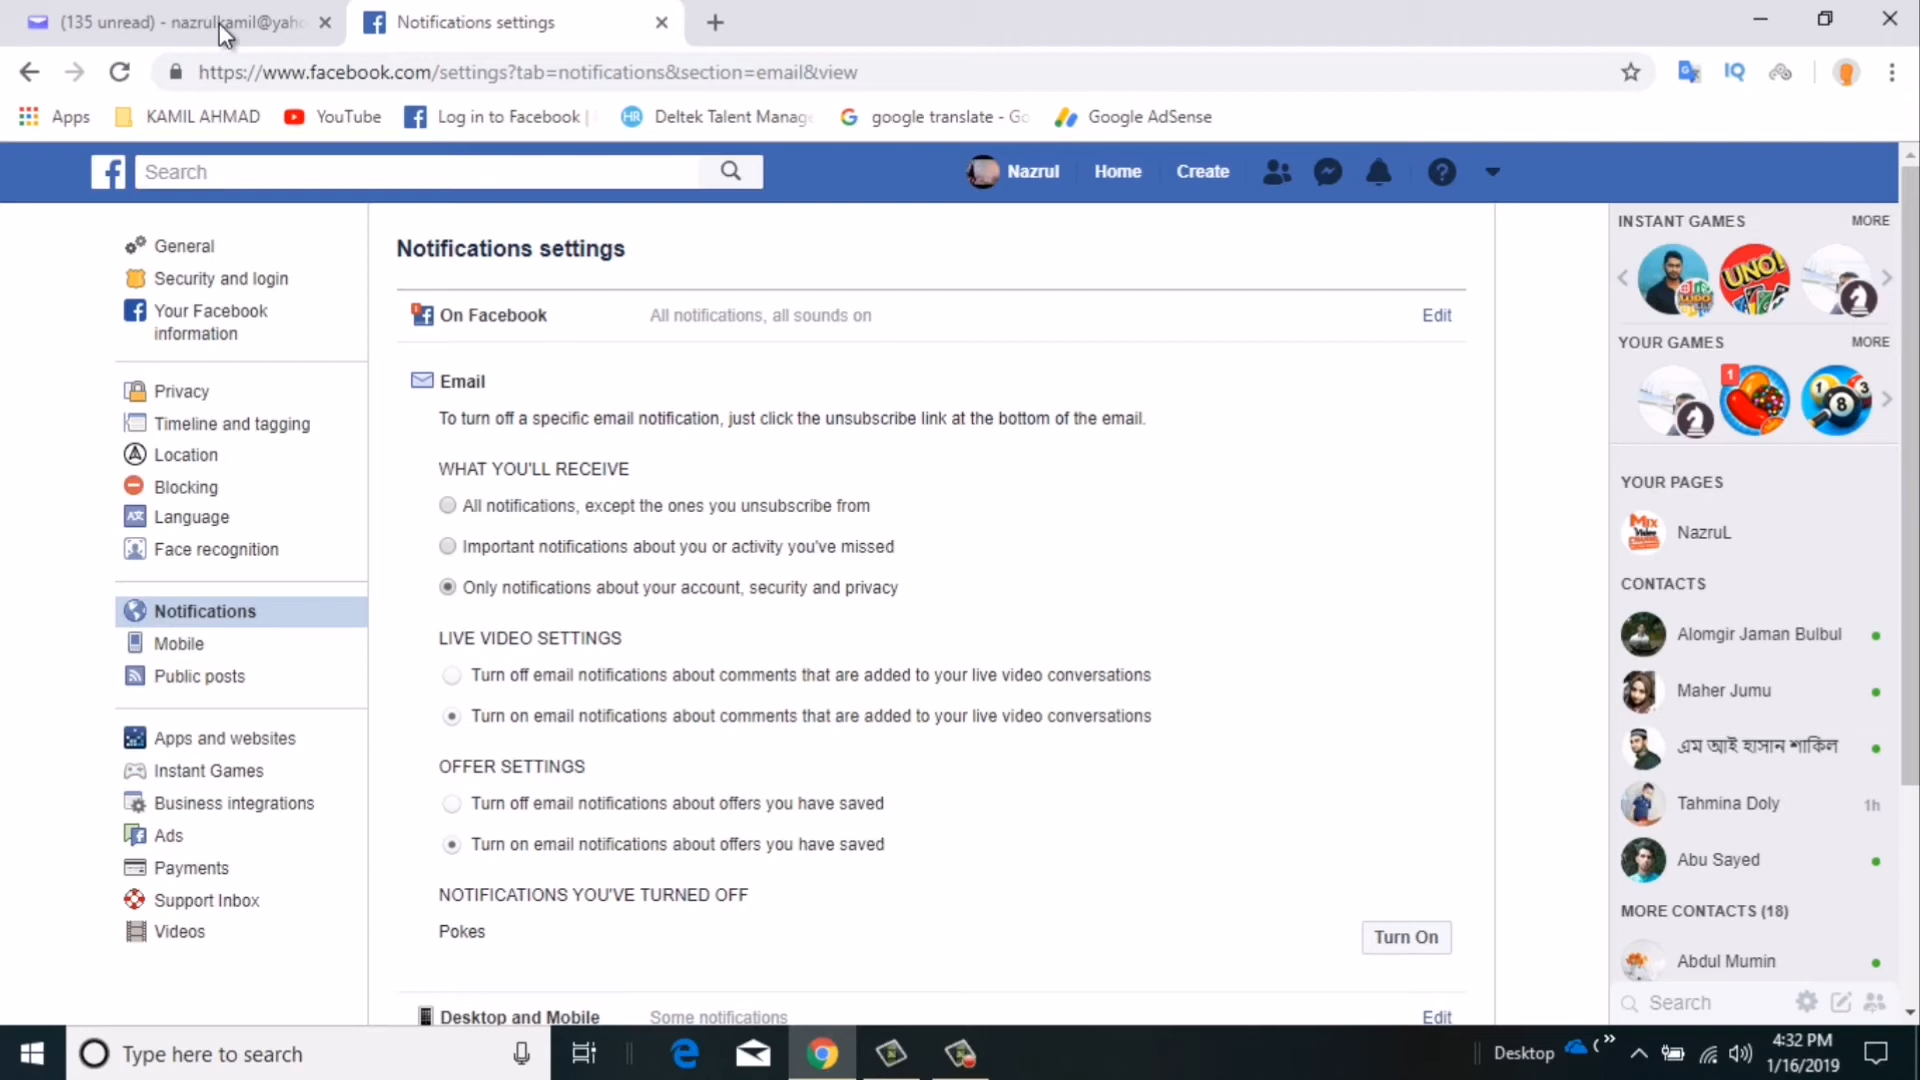 (135 unread) - nazrulkamil@yaho
Notifications settings
https://www.facebook.com/settings?tab=notifications&section=email&view
IQ
Apps
KAMIL AHMAD
YouTube
Log in to Facebook |
HR
Deltek Talent Manag
google translate - Go
Google AdSense
Search
Nazrul
Home
Create
General
Security and login
Your Facebook
information
Privacy
Timeline and tagging
Location
Blocking
Language
Face recognition
Notifications
Mobile
Public posts
Apps and websites
Instant Games
Business integrations
Ads
Payments
Support Inbox
Videos
Notifications settings
On Facebook
All notifications, all sounds on
Edit
Email
To turn off a specific email notification, just click the unsubscribe link at the bottom of the email.
WHAT YOU'LL RECEIVE
All notifications, except the ones you unsubscribe from
Important notifications about you or activity you've missed
Only notifications about your account, security and privacy
LIVE VIDEO SETTINGS
Turn off email notifications about comments that are added to your live video conversations
Turn on email notifications about comments that are added to your live video conversations
OFFER SETTINGS
Turn off email notifications about offers you have saved
Turn on email notifications about offers you have saved
NOTIFICATIONS YOU'VE TURNED OFF
Pokes
Turn On
Desktop and Mobile
Some notifications
Edit
INSTANT GAMES
MORE
UNO!
YOUR GAMES
MORE
1
1 8 3
YOUR PAGES
MIX
Video
CHANNEL
NazruL
CONTACTS
Alomgir Jaman Bulbul
Maher Jumu
এম আই হাসান শাকিল
Tahmina Doly
1h
Abu Sayed
MORE CONTACTS (18)
Abdul Mumin
Search
Type here to search
Desktop
4:32 PM
1/16/2019